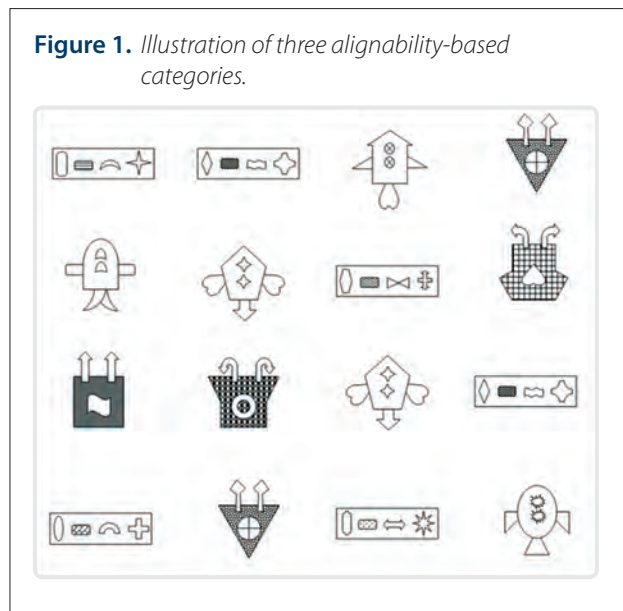 Figure 1. Illustration of three alignability-based
categories.